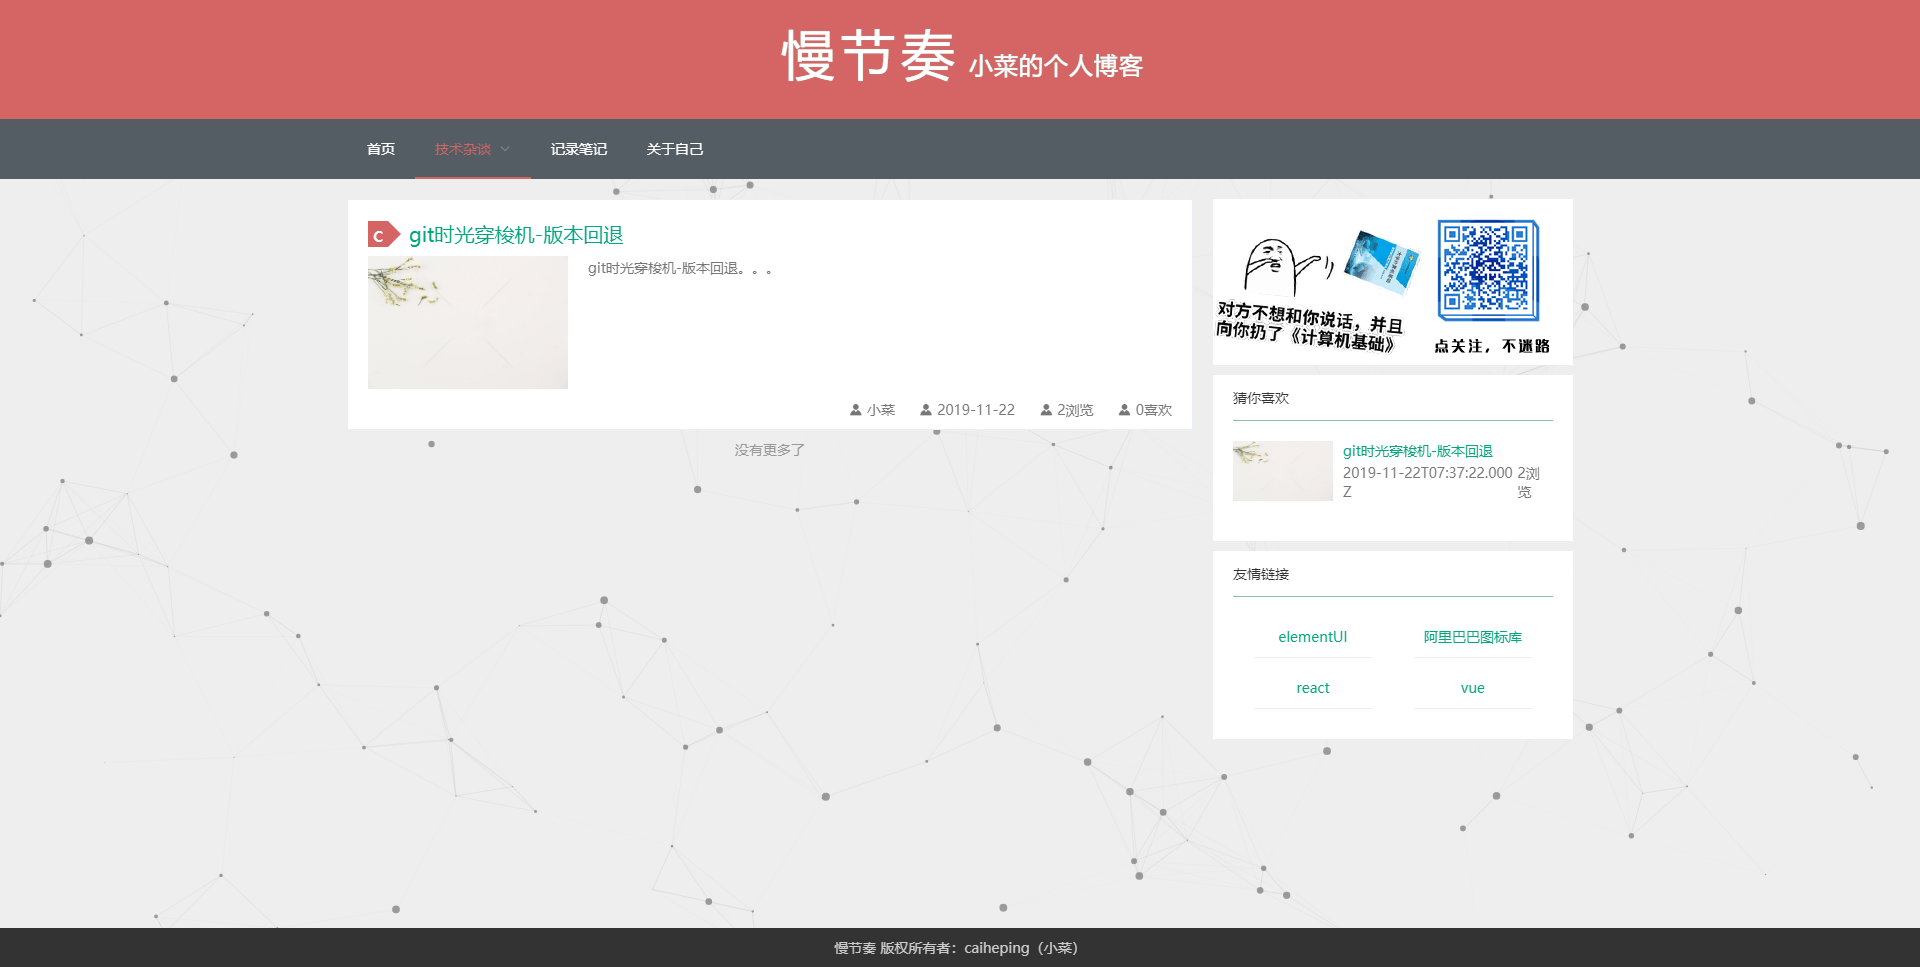 慢节奏 小菜的个人博客
首页 技术杂谈 记录笔记 关于自己
C git时光穿梭机-版本回退
git时光穿梭机-版本回退。。。
小菜 2019-11-22 2浏览 0喜欢
没有更多了
对方不想和你说话，并且
向你扔了《计算机基础》
点关注，不迷路
猜你喜欢
git时光穿梭机-版本回退
2019-11-22T07:37:22.000 2浏
Z 览
友情链接
elementUI 阿里巴巴图标库
react vue
慢节奏 版权所有者：caiheping（小菜）